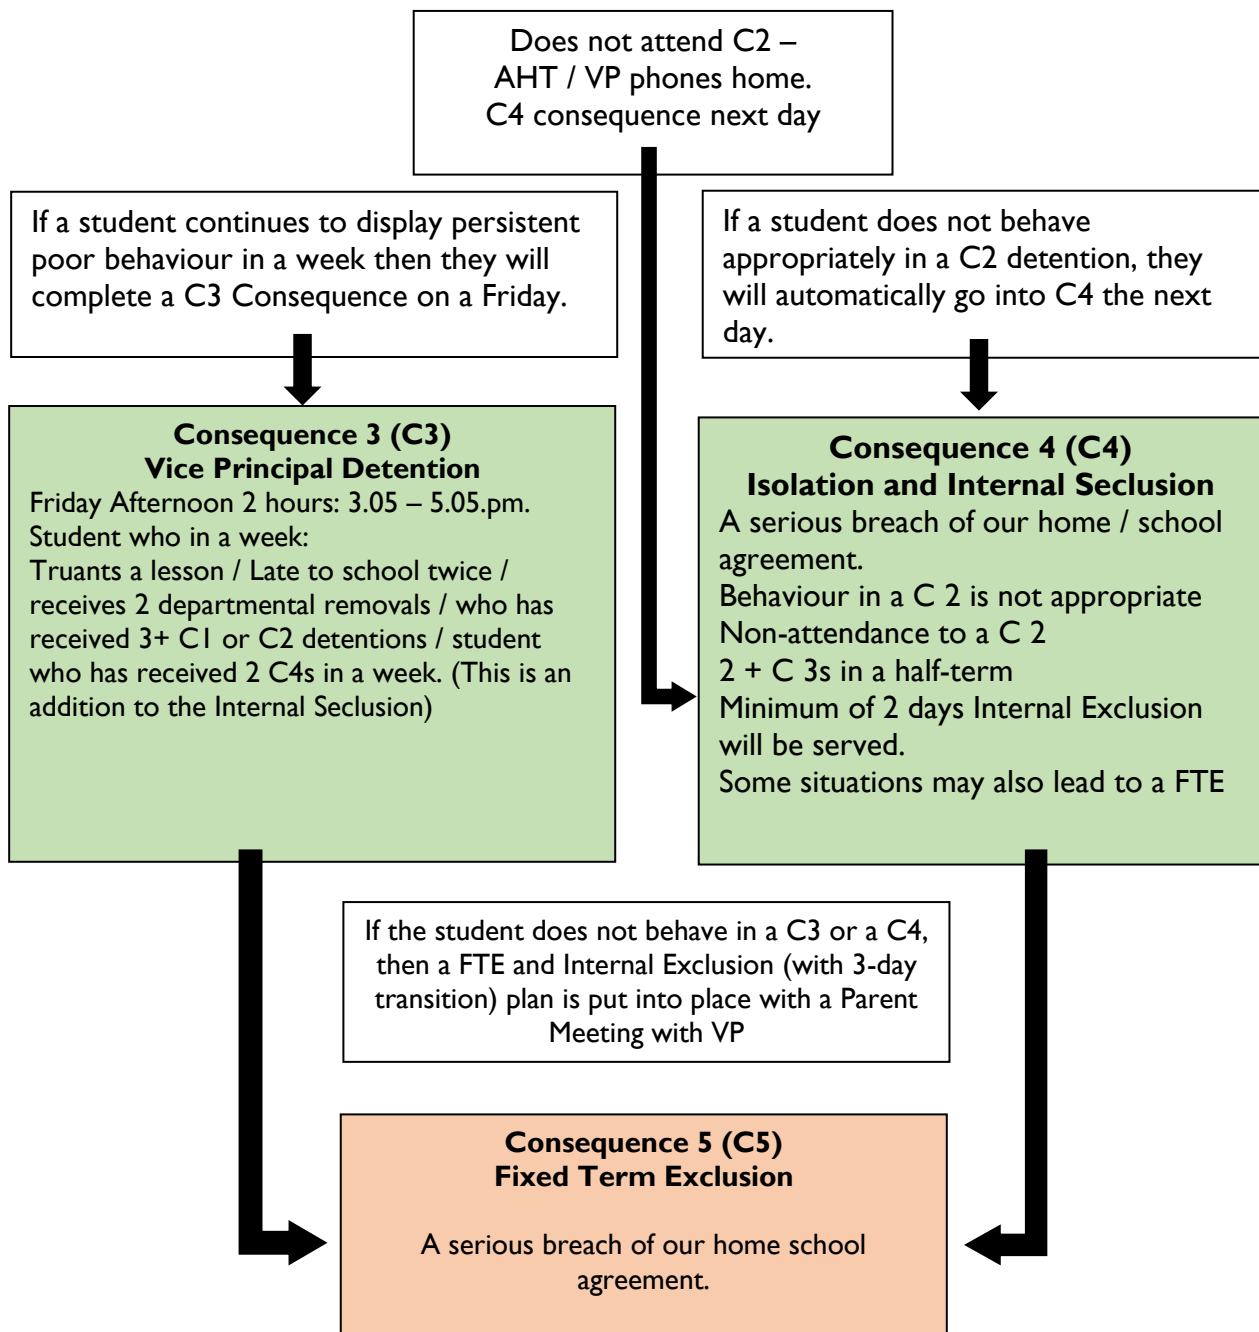 Does not attend C2 –
AHT / VP phones home.
C4 consequence next day
If a student continues to display persistent
poor behaviour in a week then they will
complete a C3 Consequence on a Friday.
If a student does not behave
appropriately in a C2 detention, they
will automatically go into C4 the next
day.
Consequence 3 (C3)
Vice Principal Detention
Friday Afternoon 2 hours: 3.05 – 5.05.pm.
Student who in a week:
Truants a lesson / Late to school twice /
receives 2 departmental removals / who has
received 3+ C1 or C2 detentions / student
who has received 2 C4s in a week. (This is an
addition to the Internal Seclusion)
Consequence 4 (C4)
Isolation and Internal Seclusion
A serious breach of our home / school
agreement.
Behaviour in a C 2 is not appropriate
Non-attendance to a C 2
2 + C 3s in a half-term
Minimum of 2 days Internal Exclusion
will be served.
Some situations may also lead to a FTE
If the student does not behave in a C3 or a C4,
then a FTE and Internal Exclusion (with 3-day
transition) plan is put into place with a Parent
Meeting with VP
Consequence 5 (C5)
Fixed Term Exclusion
A serious breach of our home school
agreement.